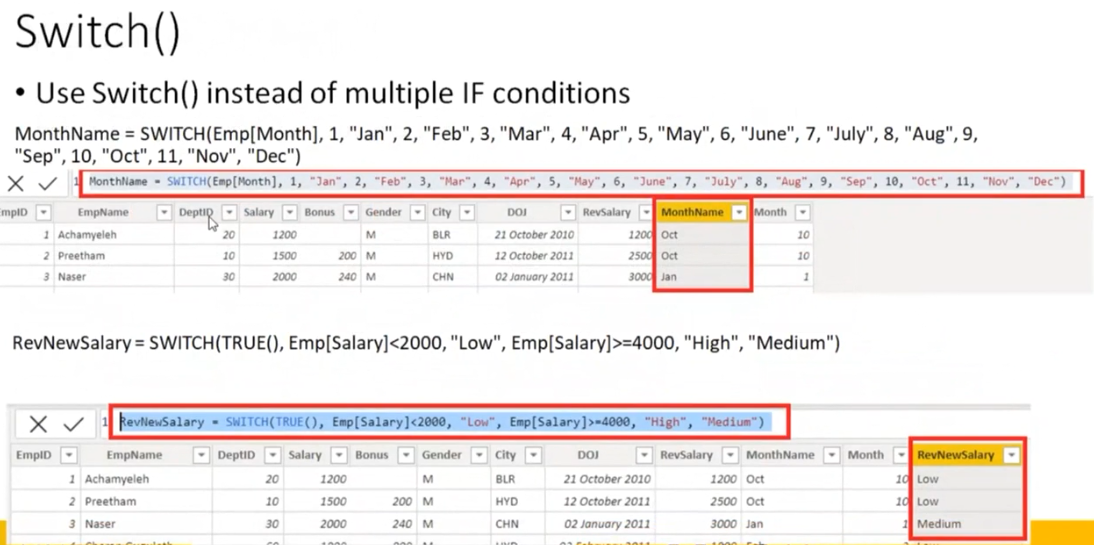 Switch()
• Use Switch() instead of multiple IF conditions
MonthName = SWITCH(Emp[Month], 1, "Jan", 2, "Feb", 3, "Mar", 4, "Apr", 5, "May", 6, "June", 7, "July", 8, "Aug", 9,
"Sep", 10, "Oct", 11, "Nov", "Dec")
1 MonthName = SWITCH(Emp[Month], 1, "Jan", 2, "Feb", 3, "Mar", 4, "Apr", 5, "May", 6, "June", 7, "July", 8, "Aug", 9, "Sep", 10, "Oct", 11, "Nov", "Dec")
mpID EmpName DeptID Salary Bonus Gender City DOJ RevSalary MonthName Month
1 Achamyeleh 20 1200 M BLR 21 October 2010 1200 Oct 10
2 Preetham 10 1500 200 M HYD 12 October 2011 2500 Oct 10
3 Naser 30 2000 240 M CHN 02 January 2011 3000 Jan 1
RevNewSalary = SWITCH(TRUE(), Emp[Salary]<2000, "Low", Emp[Salary]>=4000, "High", "Medium")
1 RevNewSalary = SWITCH(TRUE(), Emp[Salary]<2000, "Low", Emp[Salary]>=4000, "High", "Medium")
EmpID EmpName DeptID Salary Bonus Gender City DOJ RevSalary MonthName Month RevNewSalary
1 Achamyeleh 20 1200 M BLR 21 October 2010 1200 Oct 10 Low
2 Preetham 10 1500 200 M HYD 12 October 2011 2500 Oct 10 Low
3 Naser 30 2000 240 M CHN 02 January 2011 3000 Jan 1 Medium